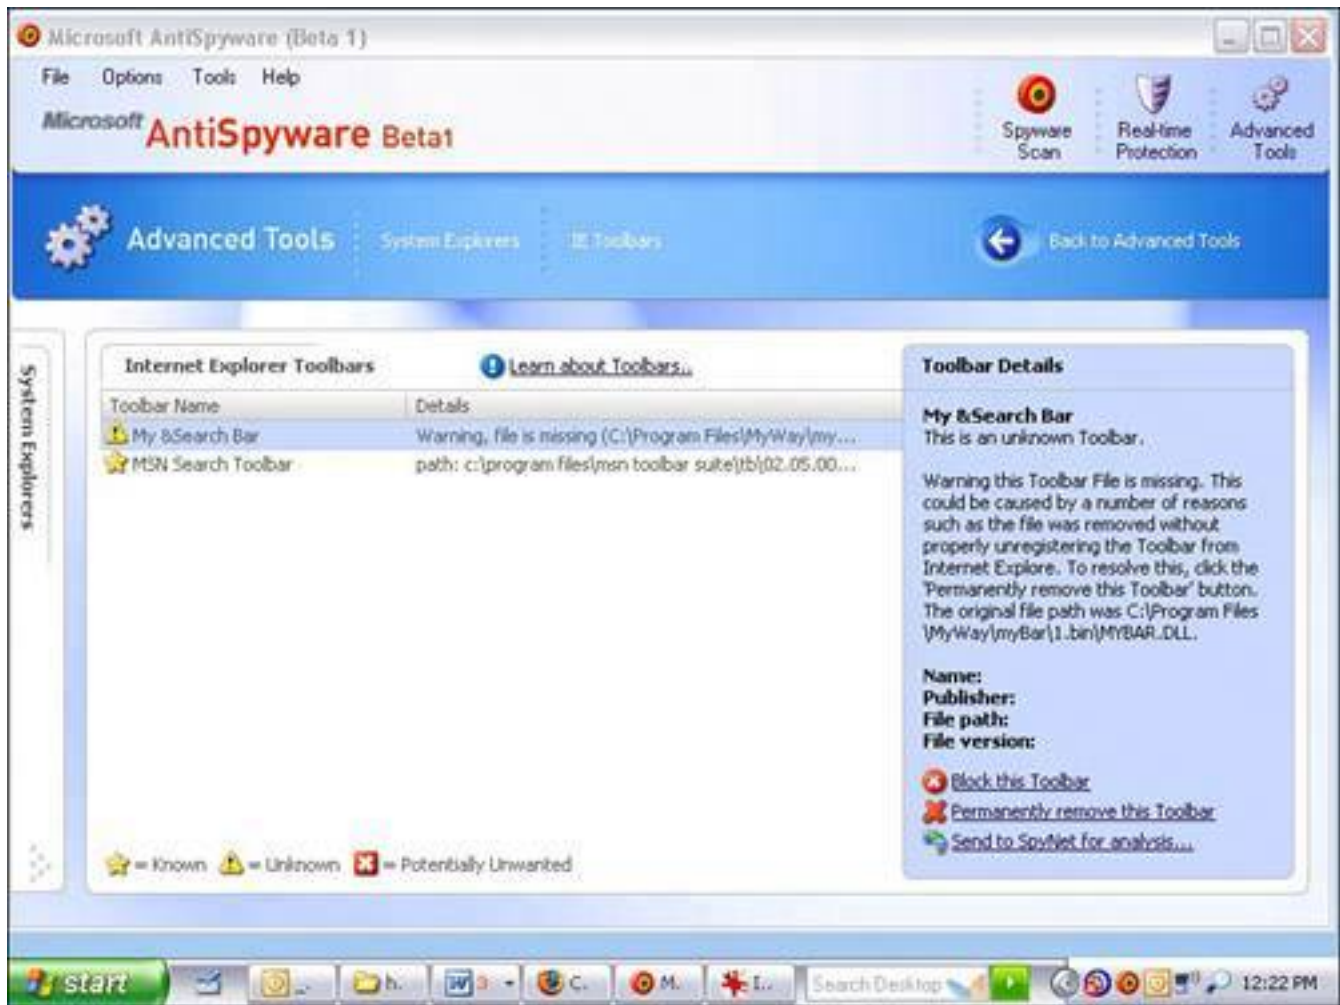 Microsoft AntiSpyware (Beta 1)
File Options Tools Help
Microsoft AntiSpyware Beta1
Spyware Scan
Real-time Protection
Advanced Tools
Advanced Tools System Explorers IE Toolbars
Back to Advanced Tools
System Explorers
Internet Explorer Toolbars
Learn about Toolbars...
Toolbar Name Details
My &Search Bar Warning, file is missing (C:\Program Files\MyWay\my...
MSN Search Toolbar path: c:\program files\msn toolbar suite\tb\02.05.00...
= Known = Unknown = Potentially Unwanted
Toolbar Details
My &Search Bar
This is an unknown Toolbar.
Warning this Toolbar File is missing. This
could be caused by a number of reasons
such as the file was removed without
properly unregistering the Toolbar from
Internet Explore. To resolve this, click the
'Permanently remove this Toolbar' button.
The original file path was C:\Program Files
\MyWay\myBar\1.bin\MYBAR.DLL.
Name:
Publisher:
File path:
File version:
Block this Toolbar
Permanently remove this Toolbar
Send to SpyNet for analysis...
start
h.
3
C.
M.
I..
Search Desktop
12:22 PM